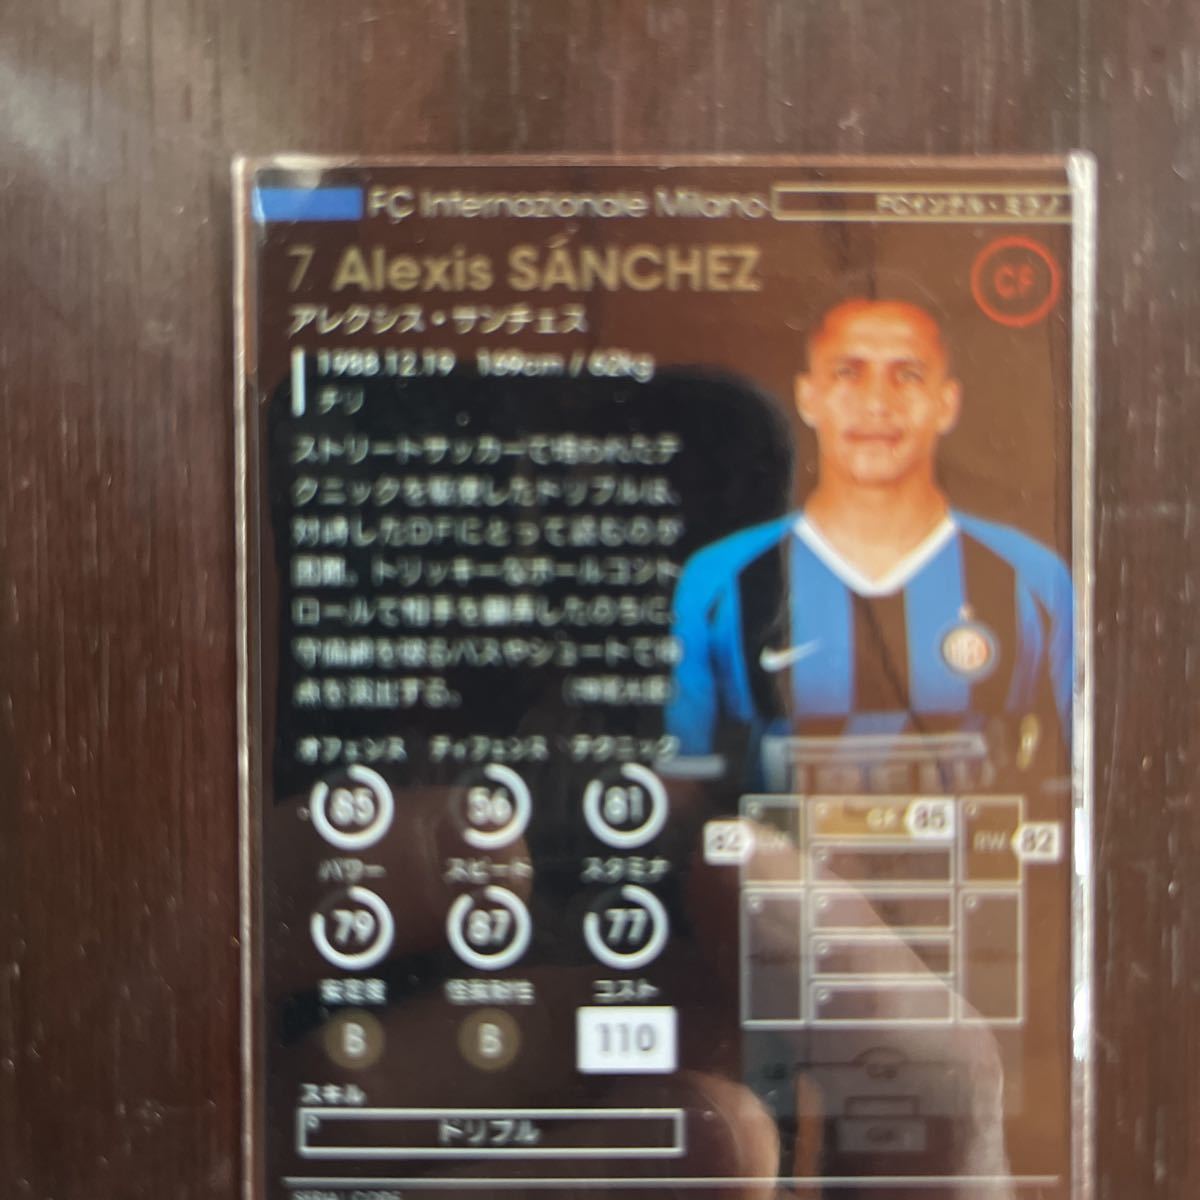 FC Internazionale Milano
FCインテル・ミラノ
7 Alexis SÁNCHEZ
CF
アレクシス・サンチェス
1988.12.19 169cm / 62kg
チリ
ストリートサッカーで培われたテ
クニックを駆使したドリブルは、
対峙したDFにとって読むのが
困難。トリッキーなボールコント
ロールで相手を翻弄したのちに、
守備網を破るパスやシュートで得
点を演出する。
オフェンス ディフェンス テクニック
85 56 81
パワー スピード スタミナ
79 87 77
安定度 怪我耐性 コスト
B B 110
スキル
ドリブル
CF 85
82
RW 82
GK